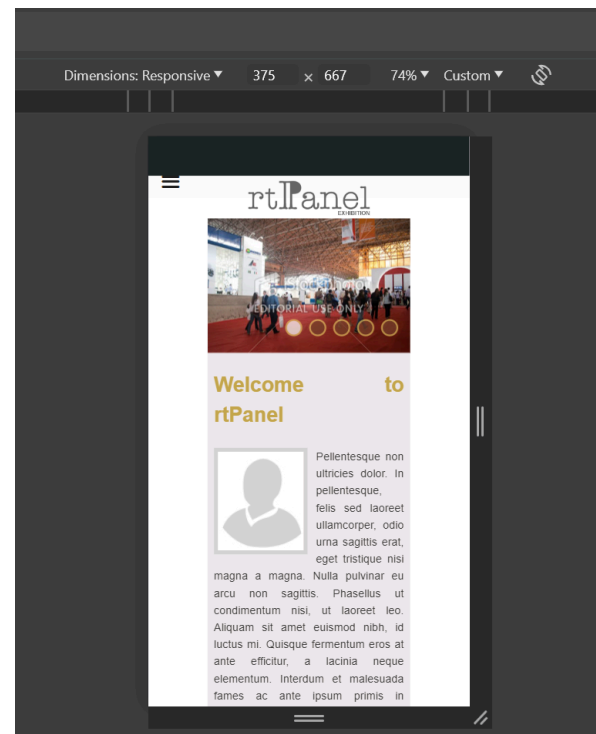 Dimensions: Responsive 375 × 667 74% Custom
rtPanel
EXHIBITION
EDITORIAL USE ONLY
Welcome to
rtPanel
Pellentesque non
ultricies dolor. In
pellentesque,
felis sed laoreet
ullamcorper, odio
urna sagittis erat,
eget tristique nisi
magna a magna. Nulla pulvinar eu
arcu non sagittis. Phasellus ut
condimentum nisi, ut laoreet leo.
Aliquam sit amet euismod nibh, id
luctus mi. Quisque fermentum eros at
ante efficitur, a lacinia neque
elementum. Interdum et malesuada
fames ac ante ipsum primis in